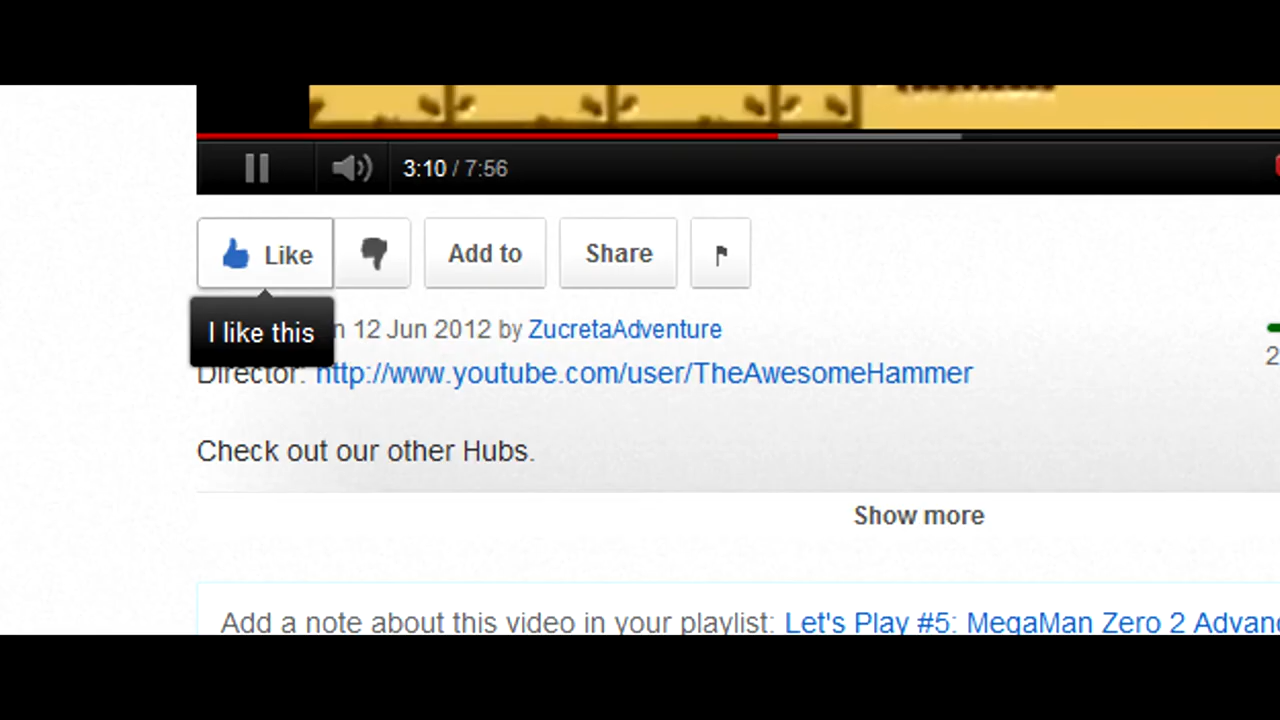 3:10 / 7:56
Like
Add to
Share
I like this
n 12 Jun 2012 by ZucretaAdventure
Director: http://www.youtube.com/user/TheAwesomeHammer
2
Check out our other Hubs.
Show more
Add a note about this video in your playlist: Let's Play #5: MegaMan Zero 2 Advan